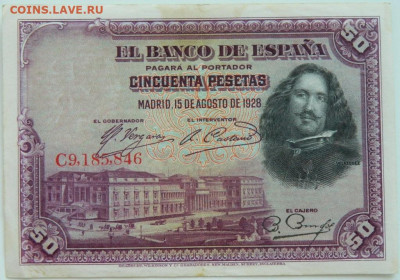 COINS.LAVE.RU
50 50
EL BANCO DE ESPAÑA
PAGARÁ AL PORTADOR
CINCUENTA PESETAS
MADRID, 15 DE AGOSTO DE 1928
EL GOBERNADOR EL INTERVENTOR
C9,185,846
EL CAJERO
50 50